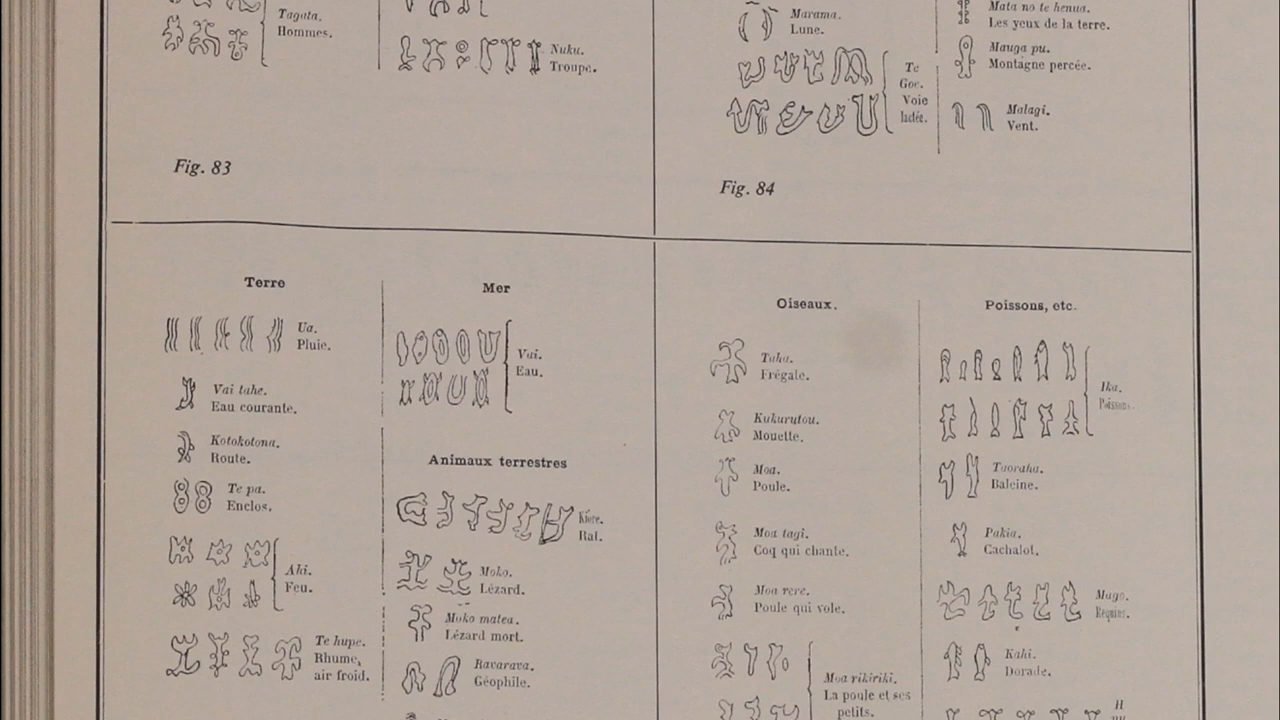 Tagata.
Hommes.
Nuku.
Troupe.
Fig. 83
Marama.
Lune.
Te
Goe.
Voie
lactée.
Mata no te henua.
Les yeux de la terre.
Mauga pu.
Montagne percée.
Matagi.
Vent.
Fig. 84
Terre
Ua.
Pluie.
Vai tahe.
Eau courante.
Kotokotona.
Route.
Te pa.
Enclos.
Aki.
Feu.
Te hupe.
Rhume,
air froid.
Mer
Vai.
Eau.
Animaux terrestres
Kiore.
Rat.
Moko.
Lézard.
Moko matea.
Lézard mort.
Ravarava.
Géophile.
Oiseaux.
Taha.
Frégate.
Kukurutou.
Mouette.
Moa.
Poule.
Moa tagi.
Coq qui chante.
Moa rere.
Poule qui vole.
Moa rikiriki.
La poule et ses
petits.
Poissons, etc.
Ika.
Poissons.
Taoraha.
Baleine.
Pakia.
Cachalot.
Mago.
Requins.
Kahi.
Dorade.